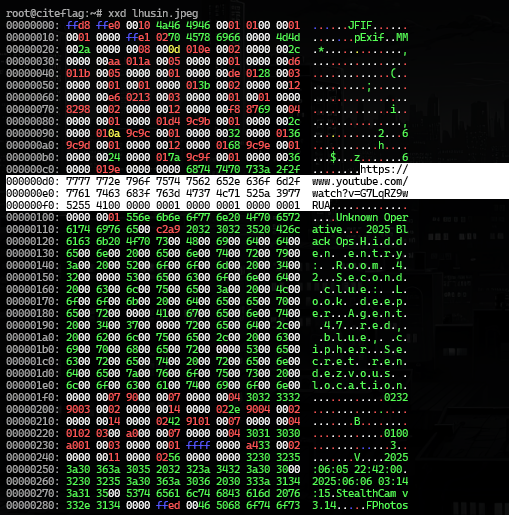 root@citeflag:~# xxd lhusin.jpeg
00000000: ffd8 ffe0 0010 4a46 4946 0001 0100 0001  ......JFIF......
00000010: 0001 0000 ffe1 0270 4578 6966 0000 4d4d  .......pExif..MM
00000020: 002a 0000 0008 000d 010e 0002 0000 002c  .*.............,
00000030: 0000 00aa 011a 0005 0000 0001 0000 00d6  ................
00000040: 011b 0005 0000 0001 0000 00de 0128 0003  .............(..
00000050: 0000 0001 0001 0000 013b 0002 0000 0012  .........;......
00000060: 0000 00e6 0213 0003 0000 0001 0001 0000  ................
00000070: 8298 0002 0000 0012 0000 00f8 8769 0004  .............i..
00000080: 0000 0001 0000 01d4 9c9b 0001 0000 002c  ...............,
00000090: 0000 010a 9c9c 0001 0000 0032 0000 0136  ...........2...6
000000a0: 9c9d 0001 0000 0012 0000 0168 9c9e 0001  ...........h....
000000b0: 0000 0024 0000 017a 9c9f 0001 0000 0036  ...$...z.......6
000000c0: 0000 019e 0000 0000 6874 7470 733a 2f2f  ........https://
000000d0: 7777 772e 796f 7574 7562 652e 636f 6d2f  www.youtube.com/
000000e0: 7761 7463 683f 763d 4737 4c71 525a 3977  watch?v=G7LqRZ9w
000000f0: 5255 4100 0000 0001 0000 0001 0000 0001  RUA.............
00000100: 0000 0001 556e 6b6e 6f77 6e20 4f70 6572  ....Unknown Oper
00000110: 6174 6976 6500 c2a9 2032 3032 3520 426c  ative... 2025 Bl
00000120: 6163 6b20 4f70 7300 4800 6900 6400 6400  ack Ops.H.i.d.d.
00000130: 6500 6e00 2000 6500 6e00 7400 7200 7900  e.n. .e.n.t.r.y.
00000140: 3a00 2000 5200 6f00 6f00 6d00 2000 3400  :. .R.o.o.m. .4.
00000150: 3200 0000 5300 6500 6300 6f00 6e00 6400  2...S.e.c.o.n.d.
00000160: 2000 6300 6c00 7500 6500 3a00 2000 4c00   .c.l.u.e.:. .L.
00000170: 6f00 6f00 6b00 2000 6400 6500 6500 7000  o.o.k. .d.e.e.p.
00000180: 6500 7200 0000 4100 6700 6500 6e00 7400  e.r...A.g.e.n.t.
00000190: 2000 3400 3700 0000 7200 6500 6400 2c00   .4.7...r.e.d.,.
000001a0: 2000 6200 6c00 7500 6500 2c00 2000 6300   .b.l.u.e.,. .c.
000001b0: 6900 7000 6800 6500 7200 0000 5300 6500  i.p.h.e.r...S.e.
000001c0: 6300 7200 6500 7400 2000 7200 6500 6e00  c.r.e.t. .r.e.n.
000001d0: 6400 6500 7a00 7600 6f00 7500 7300 2000  d.e.z.v.o.u.s. .
000001e0: 6c00 6f00 6300 6100 7400 6900 6f00 6e00  l.o.c.a.t.i.o.n.
000001f0: 0000 0007 9000 0007 0000 0004 3032 3332  ............0232
00000200: 9003 0002 0000 0014 0000 022e 9004 0002  ................
00000210: 0000 0014 0000 0242 9101 0007 0000 0004  .......B........
00000220: 0102 0300 a000 0007 0000 0004 3031 3030  ............0100
00000230: a001 0003 0000 0001 ffff 0000 a433 0002  .............3..
00000240: 0000 0011 0000 0256 0000 0000 3230 3235  .......V....2025
00000250: 3a30 363a 3035 2032 323a 3432 3a30 3000  :06:05 22:42:00.
00000260: 3230 3235 3a30 363a 3036 2030 333a 3134  2025:06:06 03:14
00000270: 3a31 3500 5374 6561 6c74 6843 616d 2076  :15.StealthCam v
00000280: 332e 3134 0000 ffed 0046 5068 6f74 6f73  3.14.....FPhotos